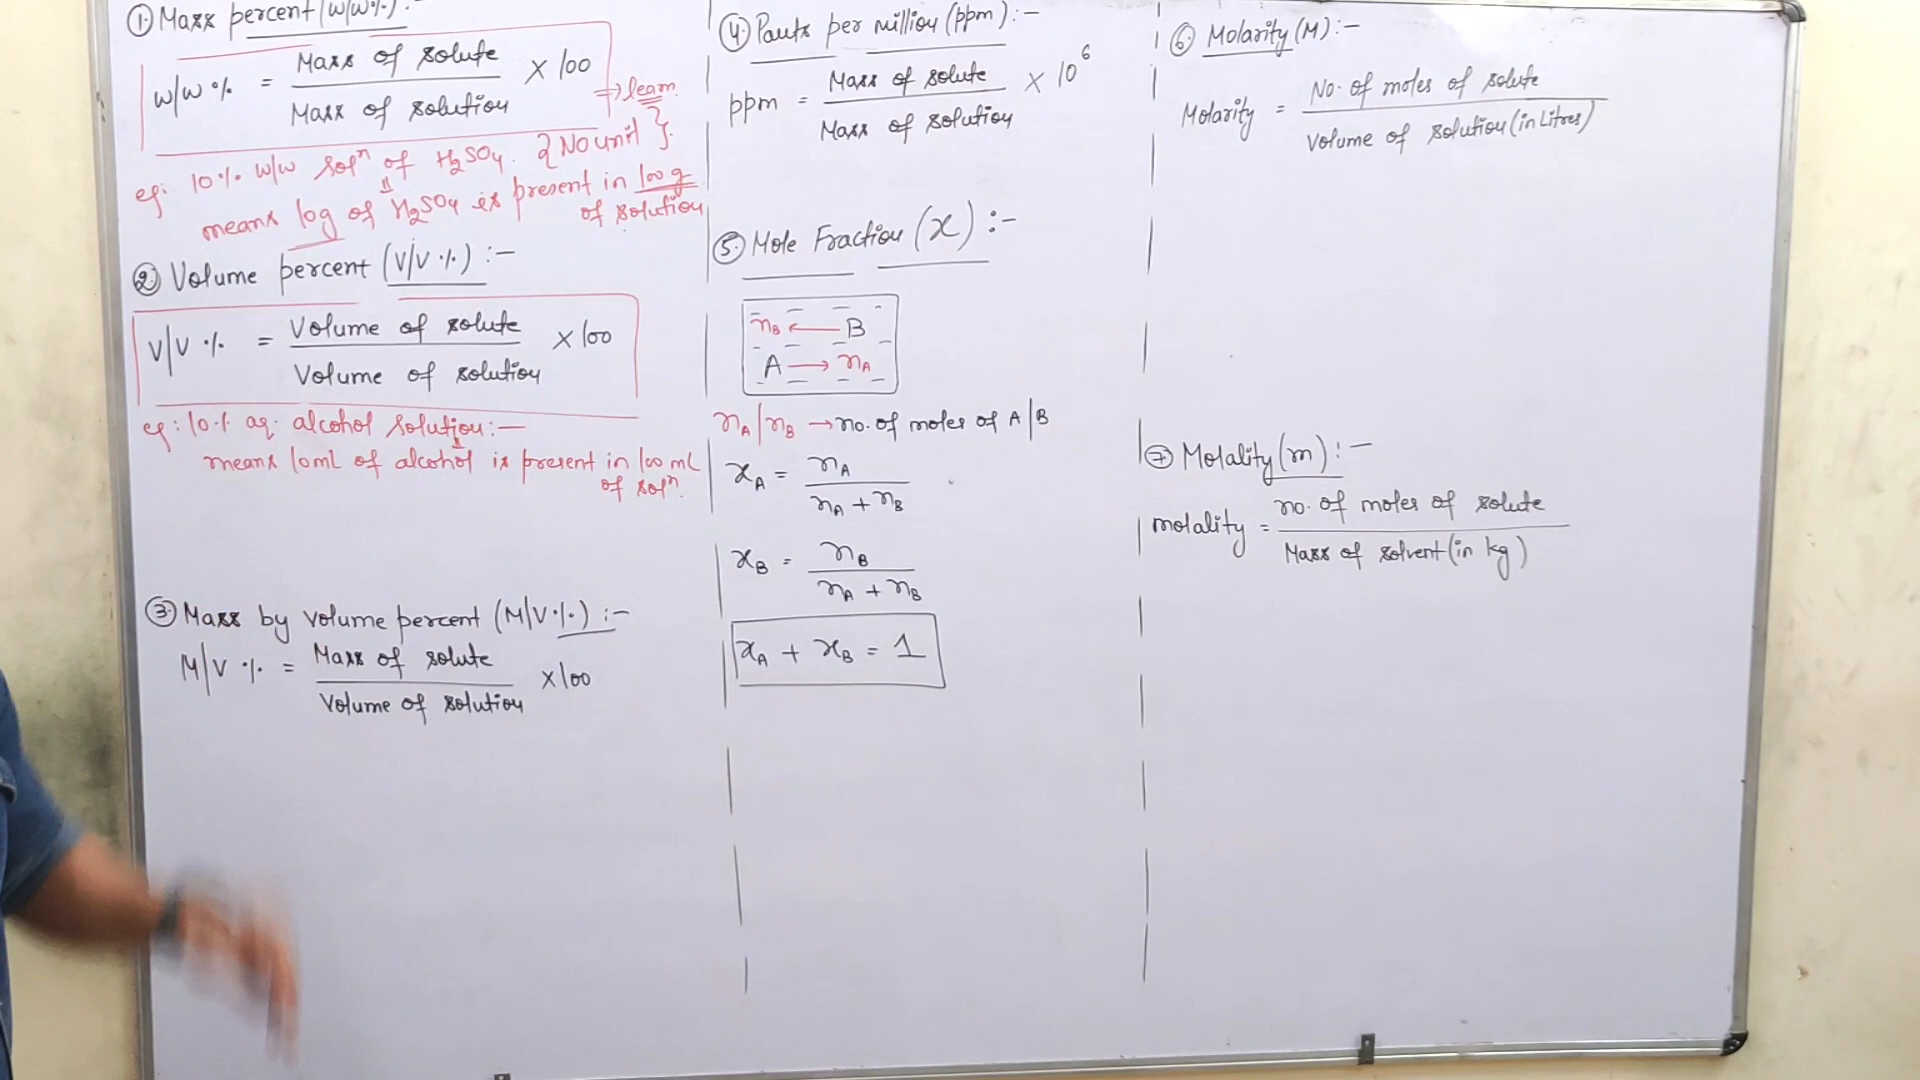 ① Mass percent (w/w%) :-
w/w % = Mass of solute / Mass of solution × 100
⇒ learn
eg: 10% w/w solⁿ of H₂SO₄. {No unit}.
⇓
means 10g of H₂SO₄ is present in 100 g
of solution
② Volume percent (V/V %) :-
V/V % = Volume of solute / Volume of solution × 100
eg: 10% aq. alcohol solution:-
⇓
means 10ml of alcohol is present in 100 mL
of solⁿ.
③ Mass by volume percent (M/V %) :-
M/V % = Mass of solute / Volume of solution × 100
④ Parts per million (ppm) :-
ppm = Mass of solute / Mass of solution × 10⁶
⑤ Mole Fraction (x) :-
n_B ← B
A → n_A
n_A/n_B → no. of moles of A/B
x_A = n_A / n_A + n_B
x_B = n_B / n_A + n_B
x_A + x_B = 1
⑥ Molarity (M) :-
Molarity = No. of moles of solute / Volume of solution (in Litres)
⑦ Molality (m) :-
molality = no. of moles of solute / Mass of solvent (in kg)